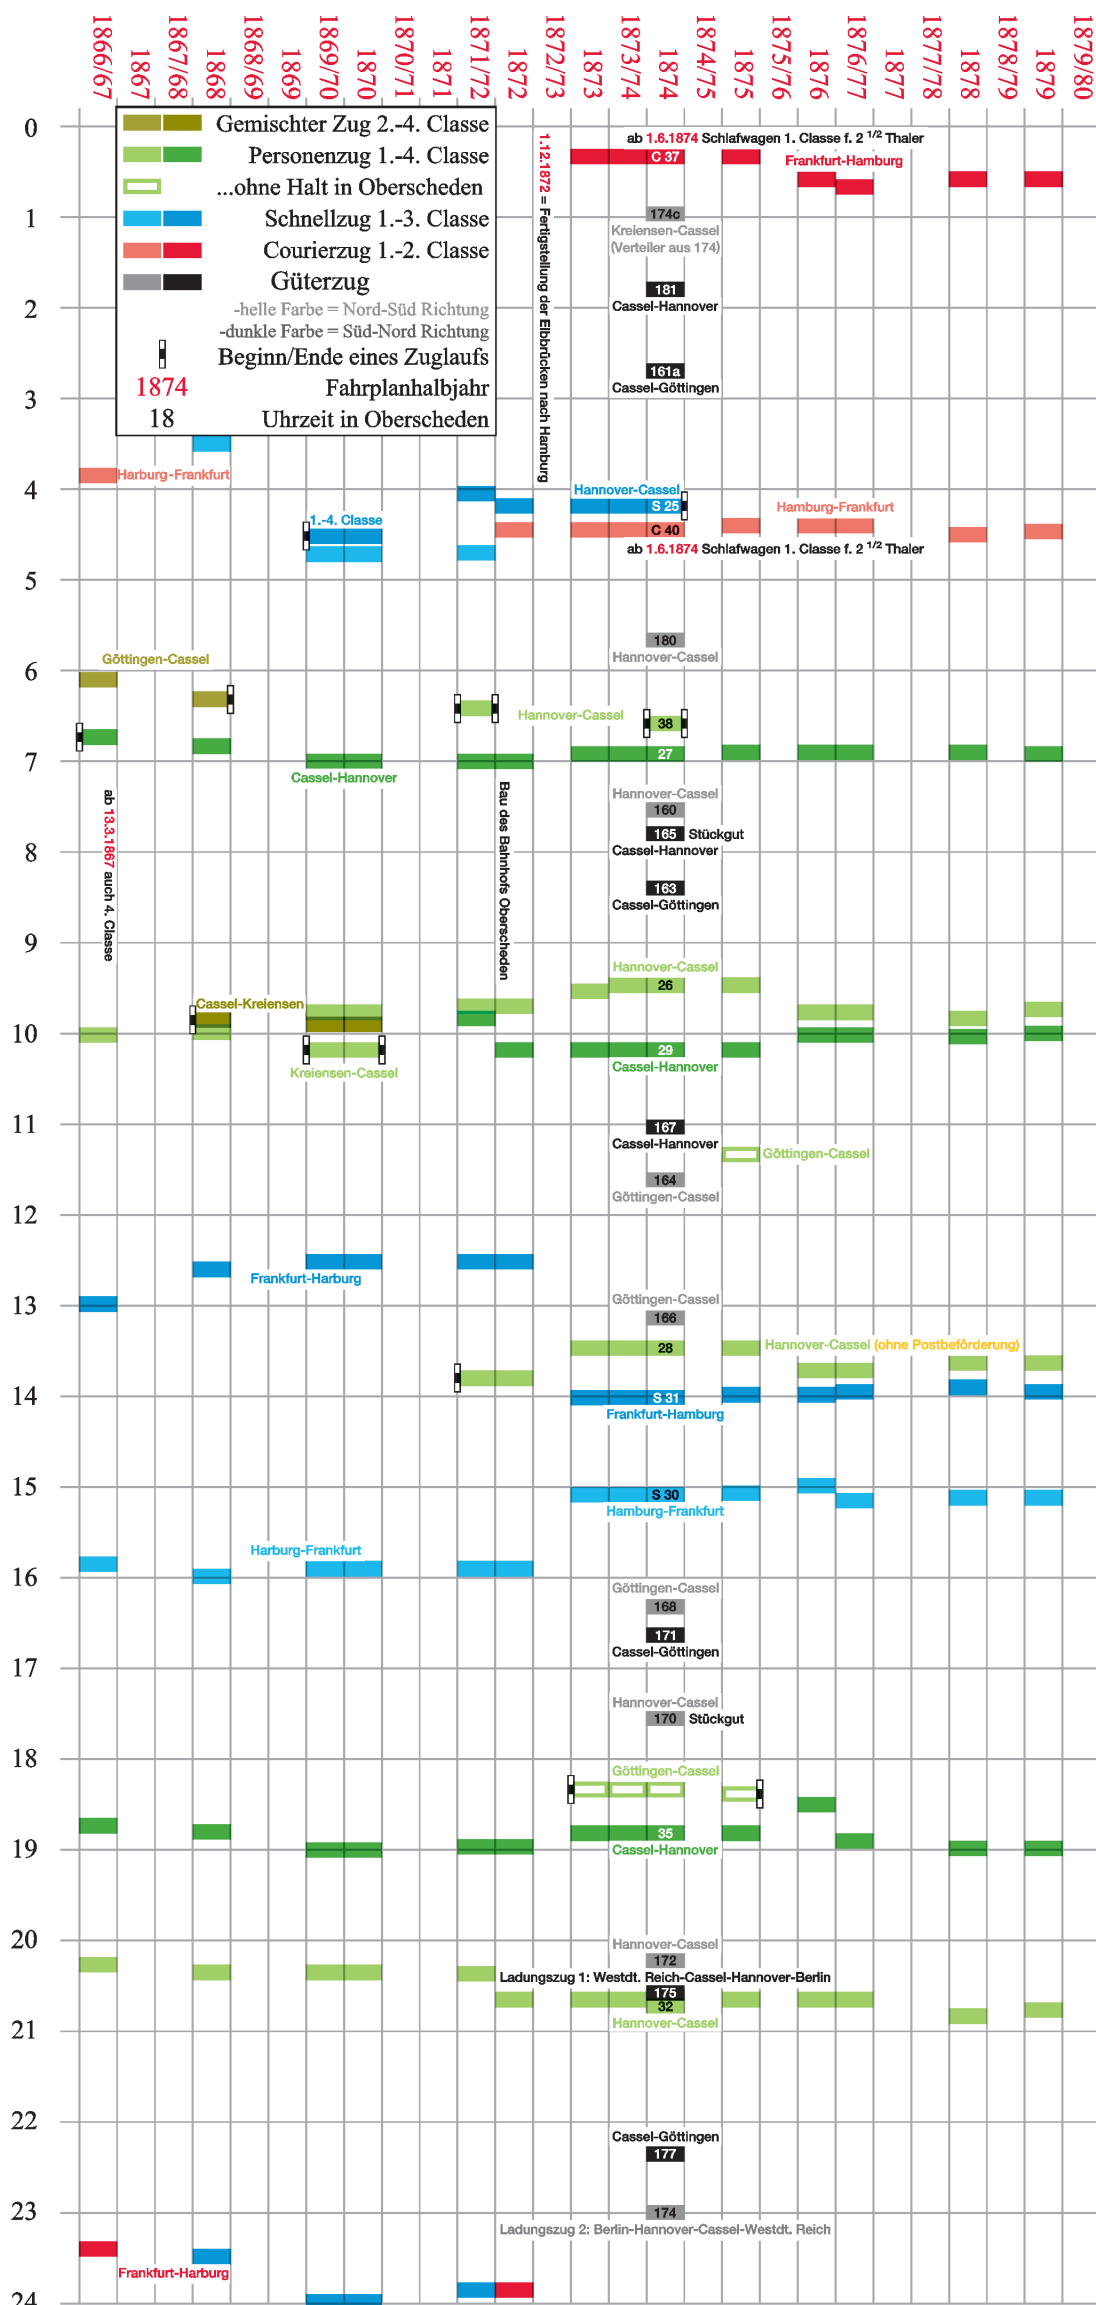 1866/67
1867
1867/68
1868
1868/69
1869
1869/70
1870
1870/71
1871
1871/72
1872
1872/73
1873
1873/74
1874
1874/75
1875
1875/76
1876
1876/77
1877
1877/78
1878
1878/79
1879
1879/80
0
Gemischter Zug 2.-4. Classe
Personenzug 1.-4. Classe
...ohne Halt in Oberscheden
Schnellzug 1.-3. Classe
Courierzug 1.-2. Classe
Güterzug
-helle Farbe = Nord-Süd Richtung
-dunkle Farbe = Süd-Nord Richtung
Beginn/Ende eines Zuglaufs
1874 Fahrplanhalbjahr
18 Uhrzeit in Oberscheden
1.12.1872 = Fertigstellung der Elbbrücken nach Hamburg
ab 1.6.1874 Schlafwagen 1. Classe f. 2 1/2 Thaler
C 37
Frankfurt-Hamburg
1
174c
Kreiensen-Cassel
(Verteiler aus 174)
181
2
Cassel-Hannover
161a
Cassel-Göttingen
3
Harburg-Frankfurt
4
Hannover-Cassel
S 25
Hamburg-Frankfurt
1.-4. Classe
C 40
ab 1.6.1874 Schlafwagen 1. Classe f. 2 1/2 Thaler
5
180
Hannover-Cassel
Göttingen-Cassel
6
Hannover-Cassel
38
27
7
Cassel-Hannover
ab 13.3.1867 auch 4. Classe
Bau des Bahnhofs Oberscheden
Hannover-Cassel
160
165 Stückgut
8
Cassel-Hannover
163
Cassel-Göttingen
9
Hannover-Cassel
26
Cassel-Kreiensen
10
29
Cassel-Hannover
Kreiensen-Cassel
11
167
Cassel-Hannover
Göttingen-Cassel
164
Göttingen-Cassel
12
Frankfurt-Harburg
13
Göttingen-Cassel
166
28
Hannover-Cassel (ohne Postbeförderung)
14
S 31
Frankfurt-Hamburg
15
S 30
Hamburg-Frankfurt
Harburg-Frankfurt
16
Göttingen-Cassel
168
171
Cassel-Göttingen
17
Hannover-Cassel
170 Stückgut
18
Göttingen-Cassel
35
19
Cassel-Hannover
20
Hannover-Cassel
172
Ladungszug 1: Westdt. Reich-Cassel-Hannover-Berlin
175
32
Hannover-Cassel
21
22
Cassel-Göttingen
177
23
174
Ladungszug 2: Berlin-Hannover-Cassel-Westdt. Reich
Frankfurt-Harburg
24